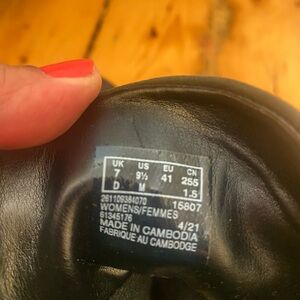 UK US EU CN
7 9½ 41 255
D M 1.5
261109384070 15807
WOMENS/FEMMES
61345176 4/21
MADE IN CAMBODIA
FABRIQUE AU CAMBODGE